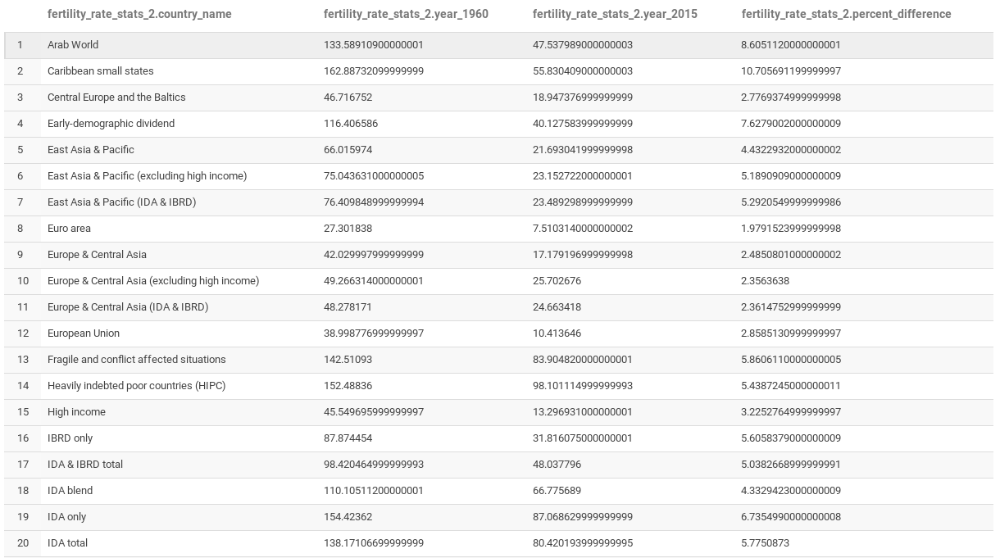 fertility_rate_stats_2.country_name fertility_rate_stats_2.year_1960 fertility_rate_stats_2.year_2015 fertility_rate_stats_2.percent_difference
1 Arab World 133.58910900000001 47.537989000000003 8.6051120000000001
2 Caribbean small states 162.88732099999999 55.830409000000003 10.705691199999997
3 Central Europe and the Baltics 46.716752 18.947376999999999 2.7769374999999998
4 Early-demographic dividend 116.406586 40.127583999999999 7.6279002000000009
5 East Asia & Pacific 66.015974 21.693041999999998 4.4322932000000002
6 East Asia & Pacific (excluding high income) 75.043631000000005 23.152722000000001 5.1890909000000009
7 East Asia & Pacific (IDA & IBRD) 76.409848999999994 23.489298999999999 5.2920549999999986
8 Euro area 27.301838 7.5103140000000002 1.9791523999999998
9 Europe & Central Asia 42.029997999999999 17.179196999999998 2.4850801000000002
10 Europe & Central Asia (excluding high income) 49.266314000000001 25.702676 2.3563638
11 Europe & Central Asia (IDA & IBRD) 48.278171 24.663418 2.3614752999999999
12 European Union 38.998776999999997 10.413646 2.8585130999999997
13 Fragile and conflict affected situations 142.51093 83.904820000000001 5.8606110000000005
14 Heavily indebted poor countries (HIPC) 152.48836 98.101114999999993 5.4387245000000011
15 High income 45.549695999999997 13.296931000000001 3.2252764999999997
16 IBRD only 87.874454 31.816075000000001 5.6058379000000009
17 IDA & IBRD total 98.420464999999993 48.037796 5.0382668999999991
18 IDA blend 110.10511200000001 66.775689 4.3329423000000009
19 IDA only 154.42362 87.068629999999999 6.7354990000000008
20 IDA total 138.17106699999999 80.420193999999995 5.7750873